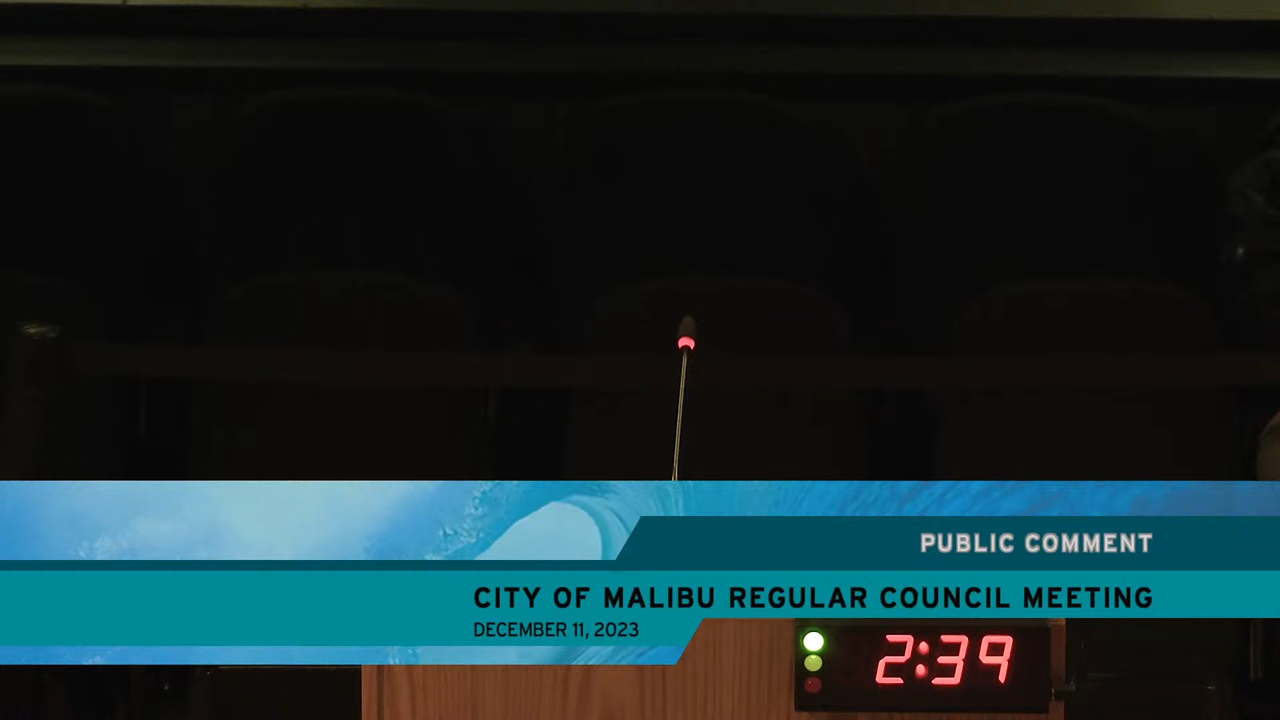 PUBLIC COMMENT
CITY OF MALIBU REGULAR COUNCIL MEETING
DECEMBER 11, 2023
2:39